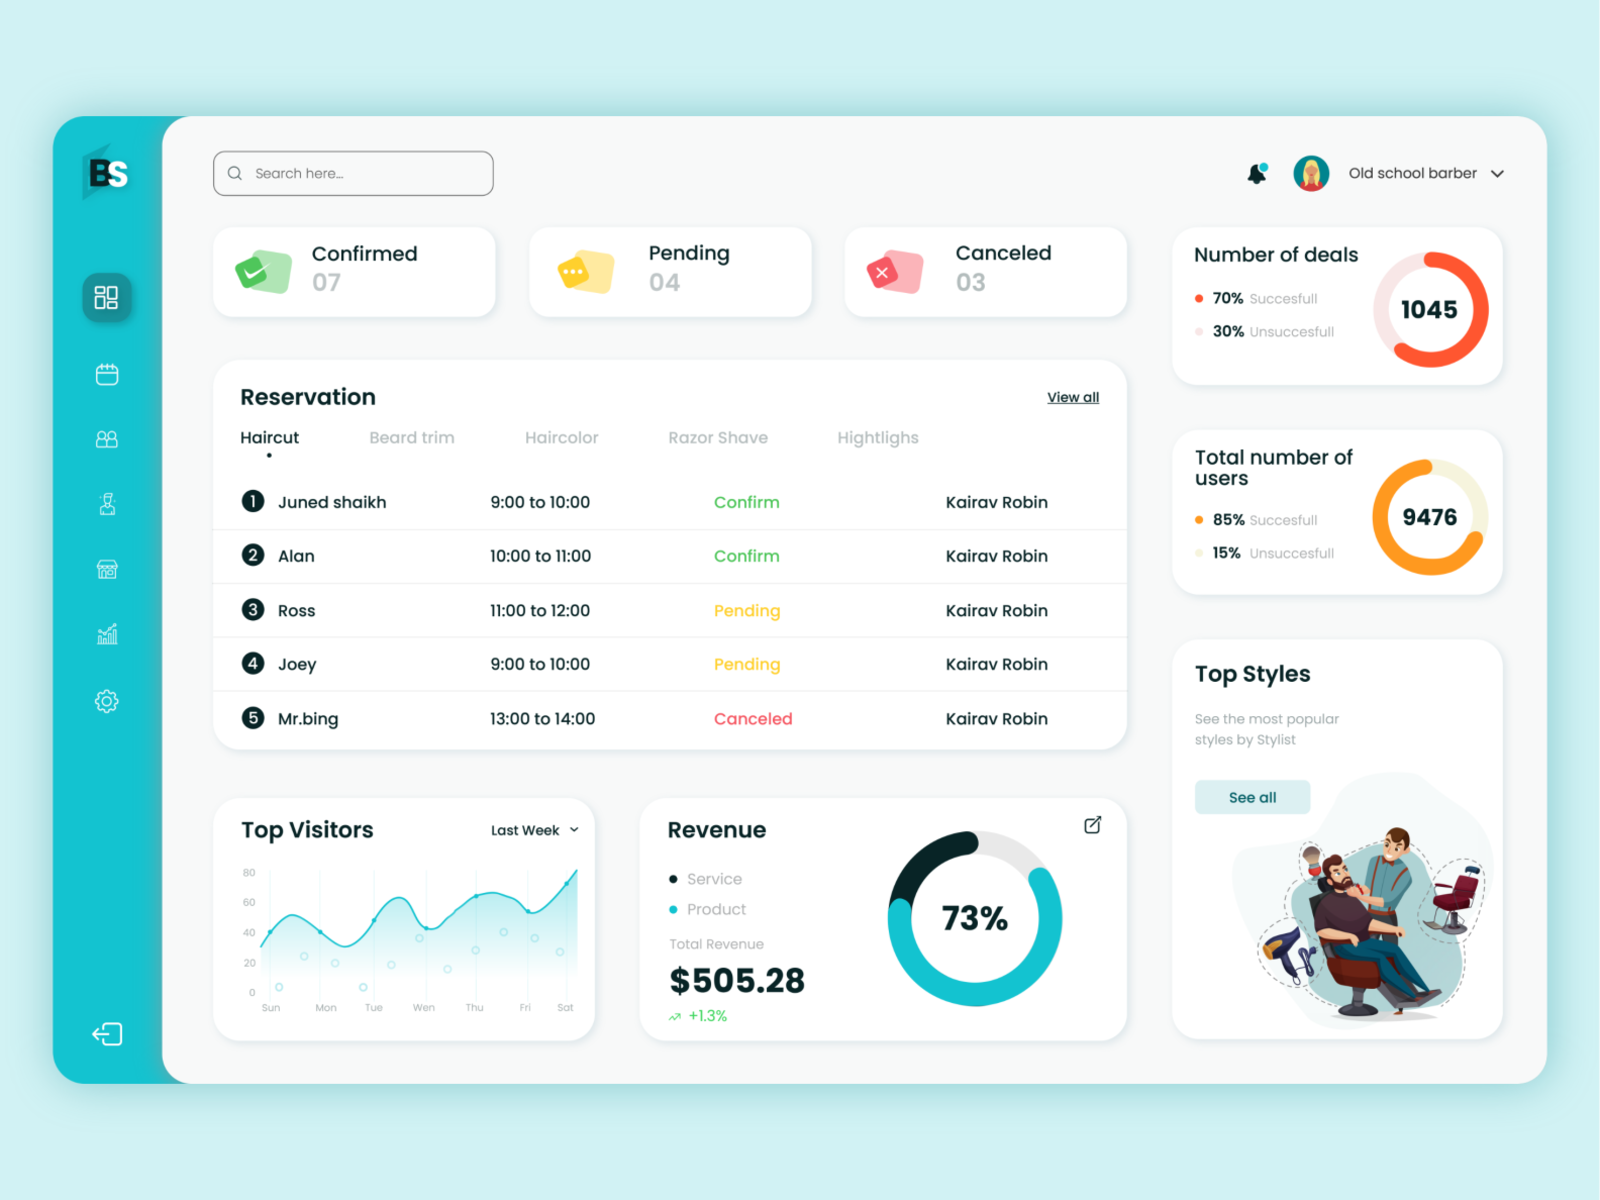 BS
Search here...
Old school barber
Confirmed
07
Pending
04
Canceled
03
Number of deals
70% Succesfull
30% Unsuccesfull
1045
Reservation
View all
Haircut Beard trim Haircolor Razor Shave Hightlighs
1 Juned shaikh 9:00 to 10:00 Confirm Kairav Robin
2 Alan 10:00 to 11:00 Confirm Kairav Robin
3 Ross 11:00 to 12:00 Pending Kairav Robin
4 Joey 9:00 to 10:00 Pending Kairav Robin
5 Mr.bing 13:00 to 14:00 Canceled Kairav Robin
Total number of
users
85% Succesfull
15% Unsuccesfull
9476
Top Styles
See the most popular
styles by Stylist
See all
Top Visitors
Last Week
80
60
40
20
0
Sun Mon Tue Wen Thu Fri Sat
Revenue
Service
Product
Total Revenue
$505.28
+1.3%
73%